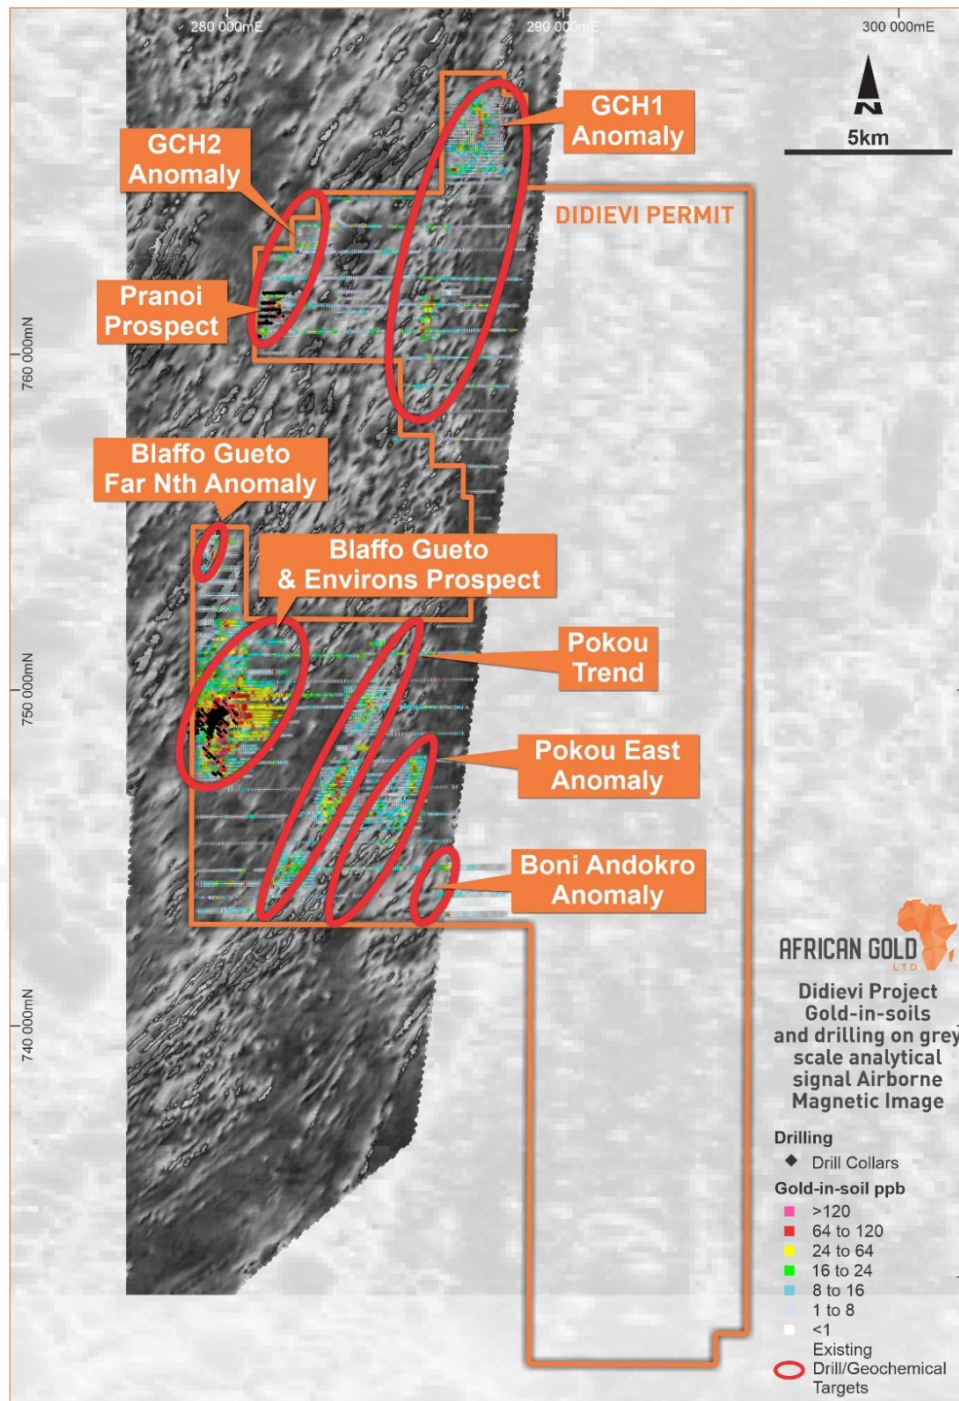 280 000mE
290 000mE
300 000mE
GCH1
Anomaly
N
5km
GCH2
Anomaly
DIDIEVI PERMIT
Pranoi
Prospect
760 000mN
Blaffo Gueto
Far Nth Anomaly
Blaffo Gueto
& Environs Prospect
Pokou
Trend
750 000mN
Pokou East
Anomaly
Boni Andokro
Anomaly
AFRICAN GOLD
LTD
740 000mN
Didievi Project
Gold-in-soils
and drilling on grey
scale analytical
signal Airborne
Magnetic Image
Drilling
Drill Collars
Gold-in-soil ppb
>120
64 to 120
24 to 64
16 to 24
8 to 16
1 to 8
<1
Existing
Drill/Geochemical
Targets